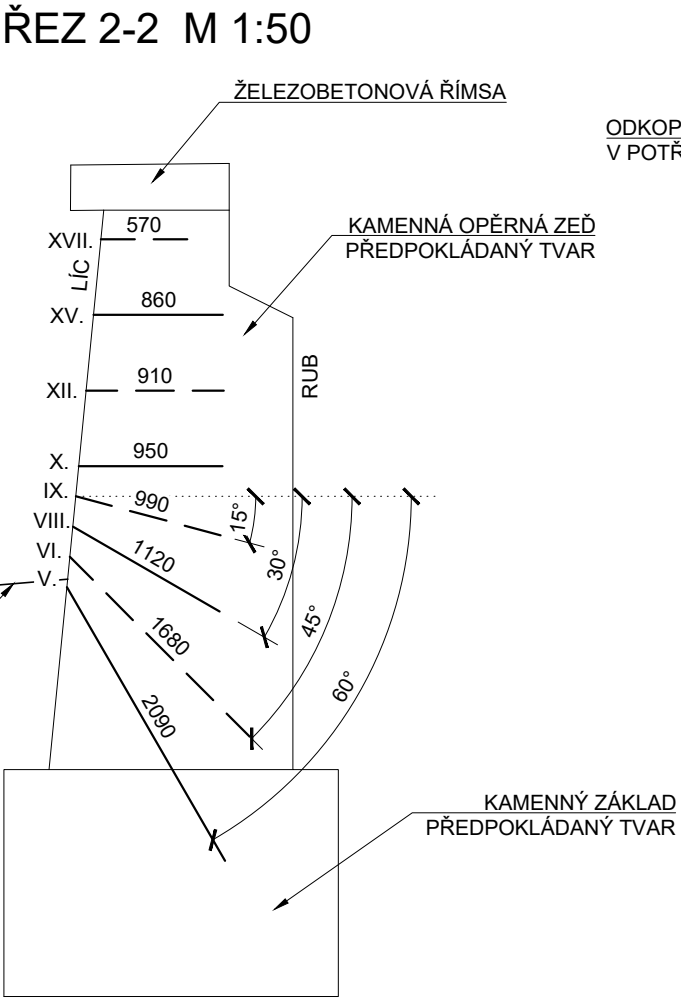 ŘEZ 2-2 M 1:50
ŽELEZOBETONOVÁ ŘÍMSA
ODKOP
V POTŘ
KAMENNÁ OPĚRNÁ ZEĎ
PŘEDPOKLÁDANÝ TVAR
XVII.
570
LÍC
XV.
860
RUB
XII.
910
X.
950
IX.
990
15°
VIII.
1120
30°
VI.
1680
45°
V.
2090
60°
KAMENNÝ ZÁKLAD
PŘEDPOKLÁDANÝ TVAR